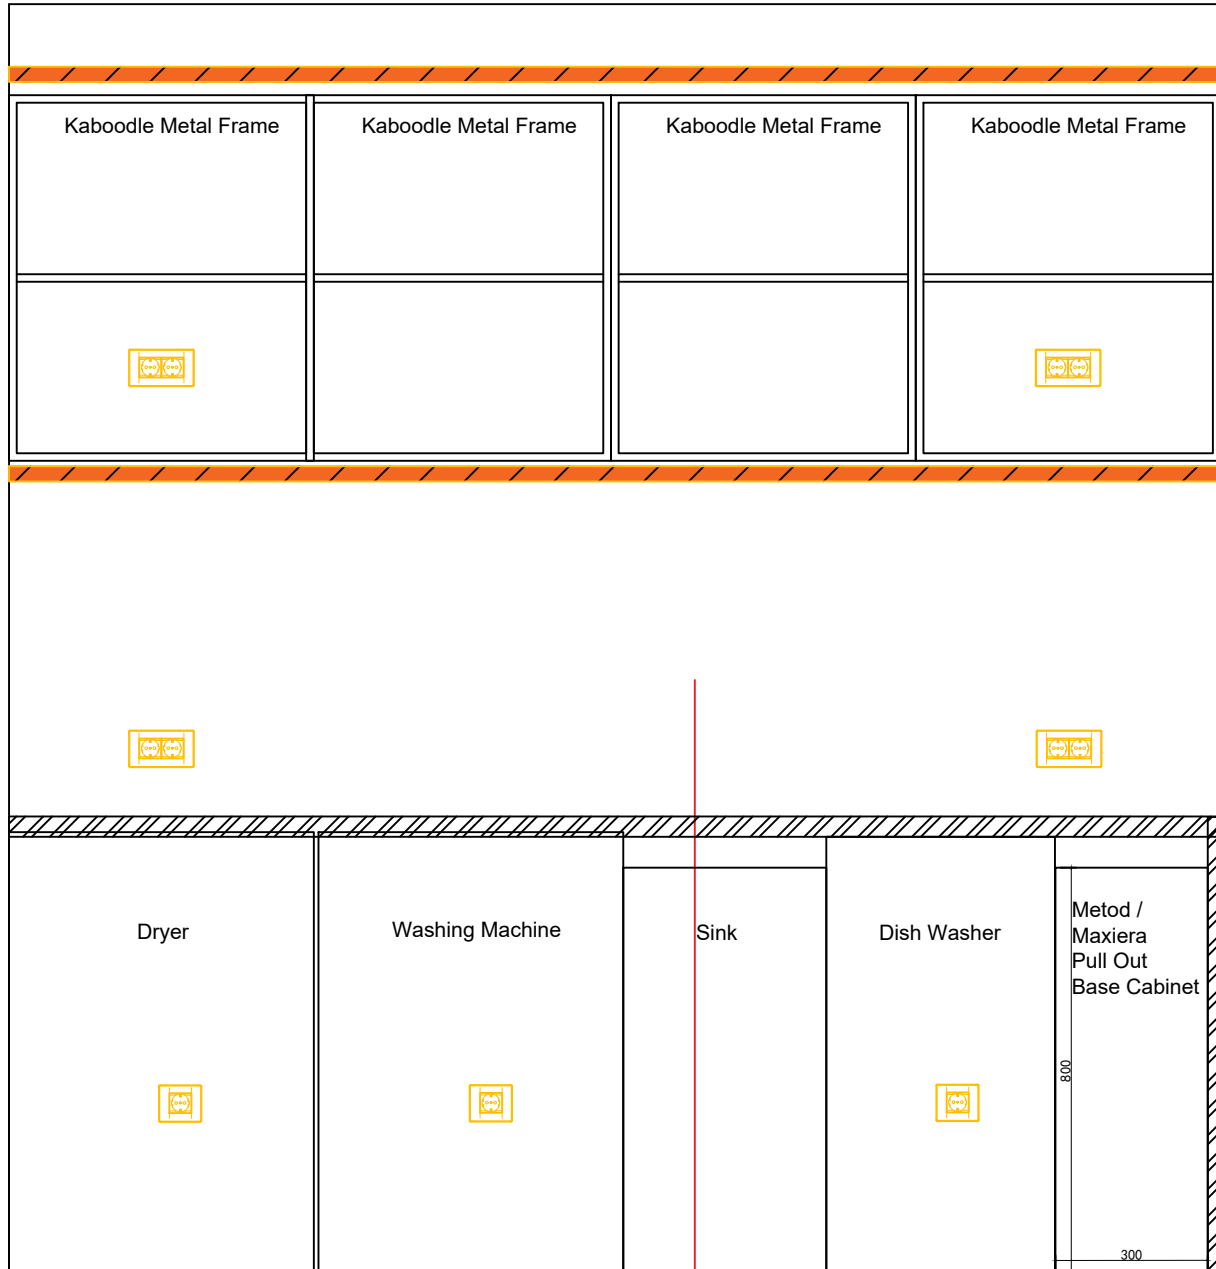 Kaboodle Metal Frame
Kaboodle Metal Frame
Kaboodle Metal Frame
Kaboodle Metal Frame
Dryer
Washing Machine
Sink
Dish Washer
Metod /
Maxiera
Pull Out
Base Cabinet
800
300